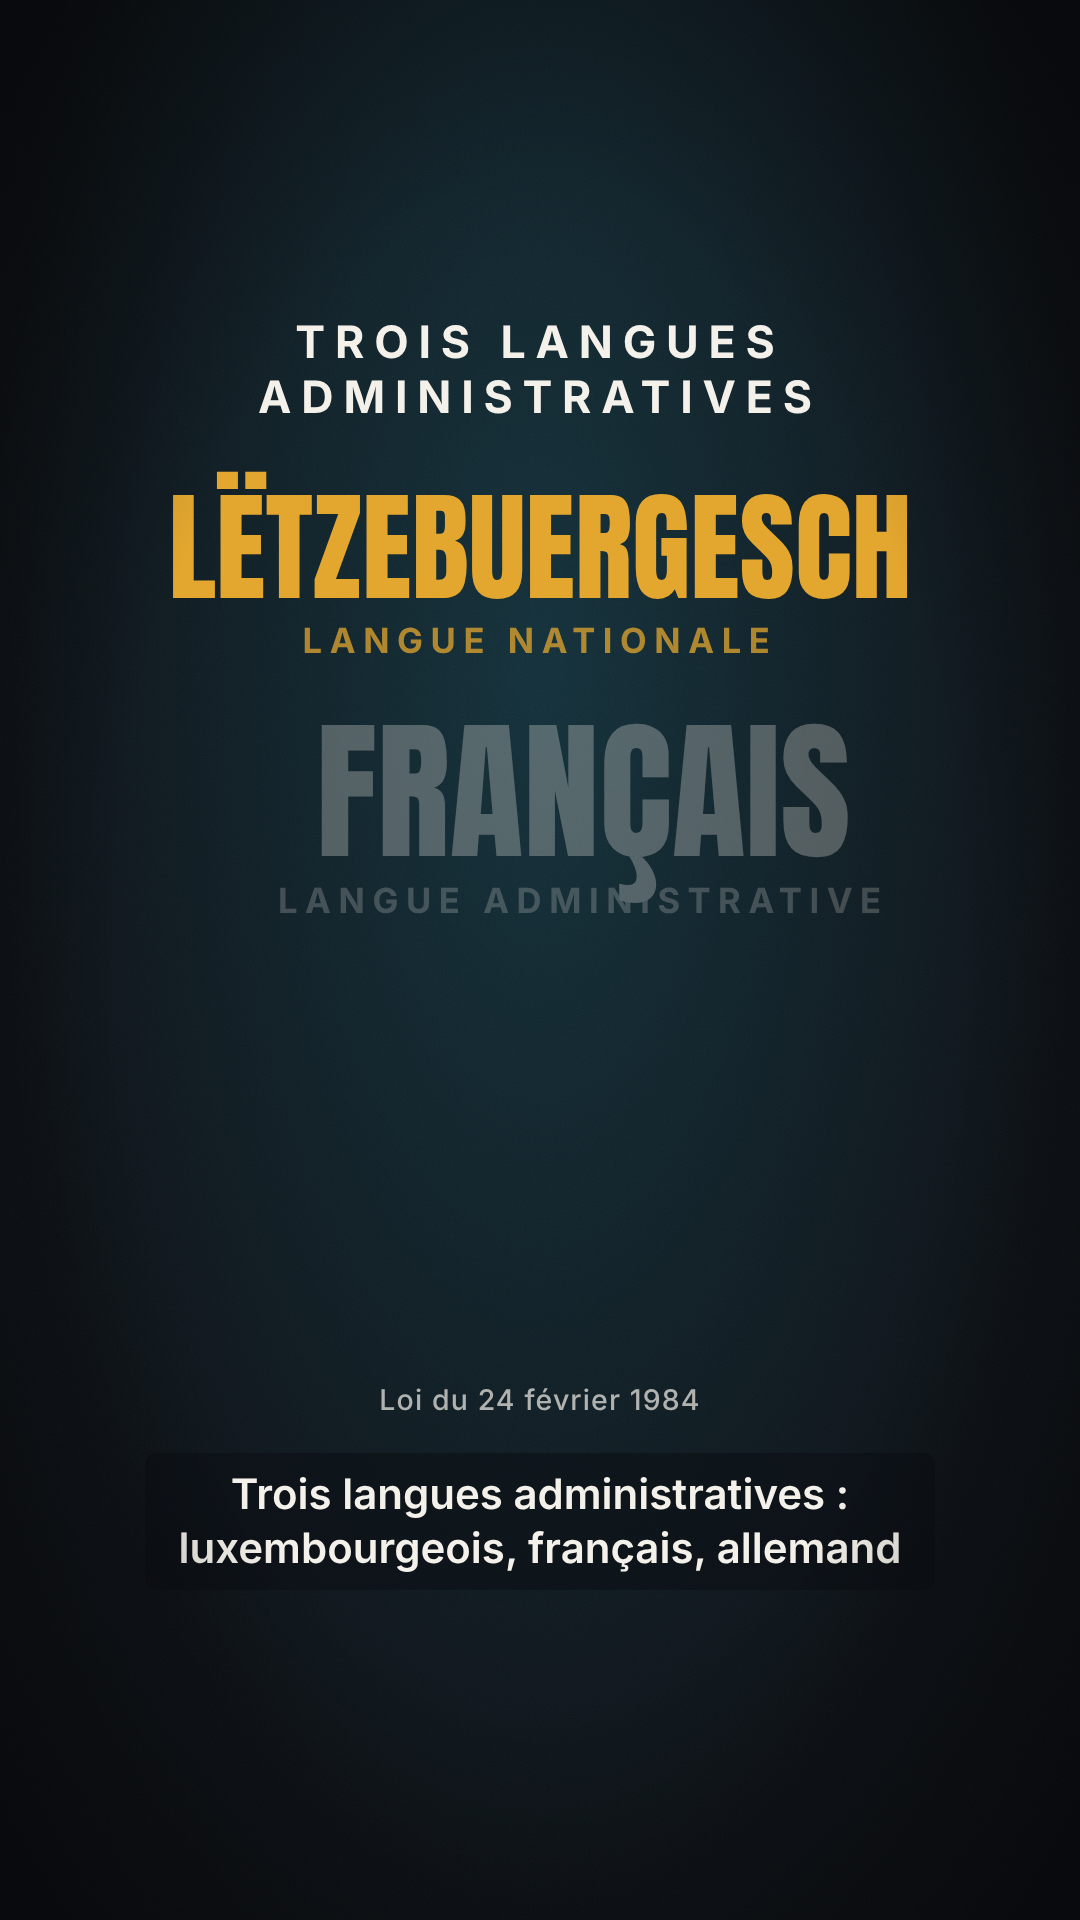 TROIS LANGUES
ADMINISTRATIVES
LËTZEBUERGESCH
LANGUE NATIONALE
FRANÇAIS
LANGUE ADMINISTRATIVE
Loi du 24 février 1984
Trois langues administratives :
luxembourgeois, français, allemand